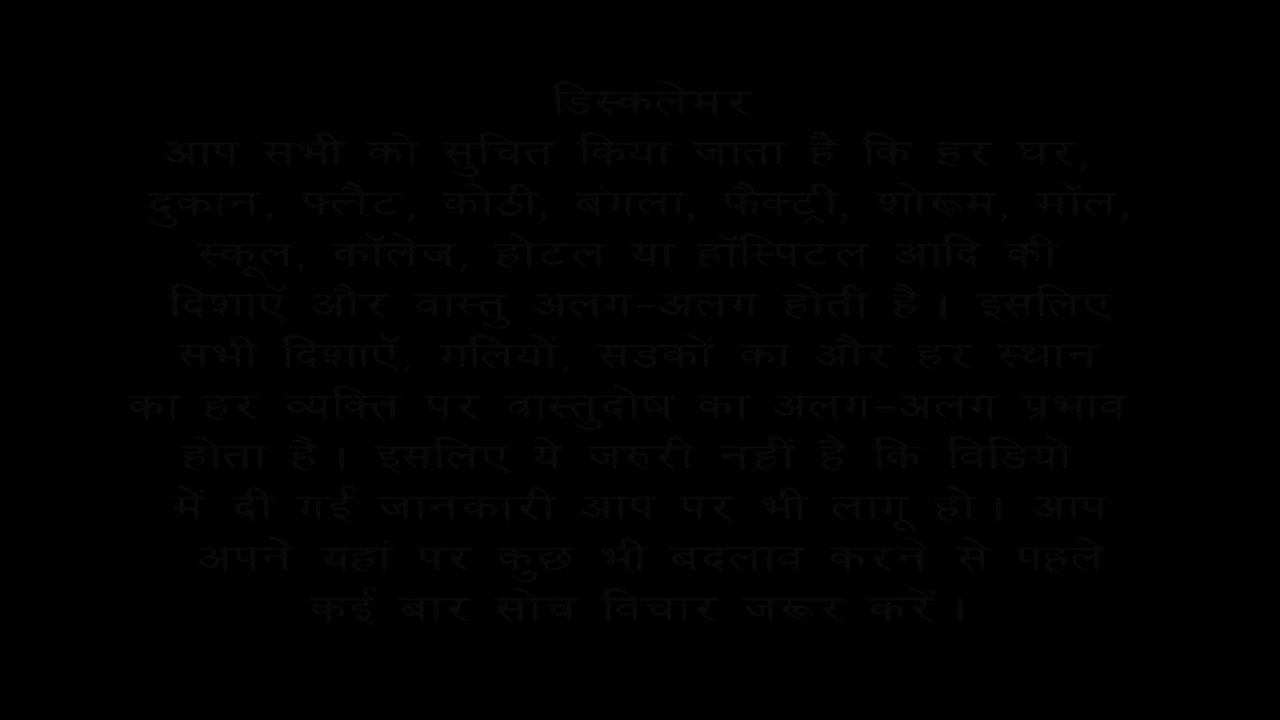 डिस्कलेमर
आप सभी को सुचित किया जाता है कि हर घर,
दुकान, फ्लैट, कोठी, बंगला, फैक्ट्री, शोरूम, मॉल,
स्कूल, कॉलेज, होटल या हॉस्पिटल आदि की
दिशाएँ और वास्तु अलग-अलग होती है। इसलिए
सभी दिशाएँ, गलियों, सडकों का और हर स्थान
का हर व्यक्ति पर वास्तुदोष का अलग-अलग प्रभाव
होता है। इसलिए ये जरुरी नहीं है कि विडियो
में दी गई जानकारी आप पर भी लागू हो। आप
अपने यहां पर कुछ भी बदलाव करने से पहले
कई बार सोच विचार जरूर करें।